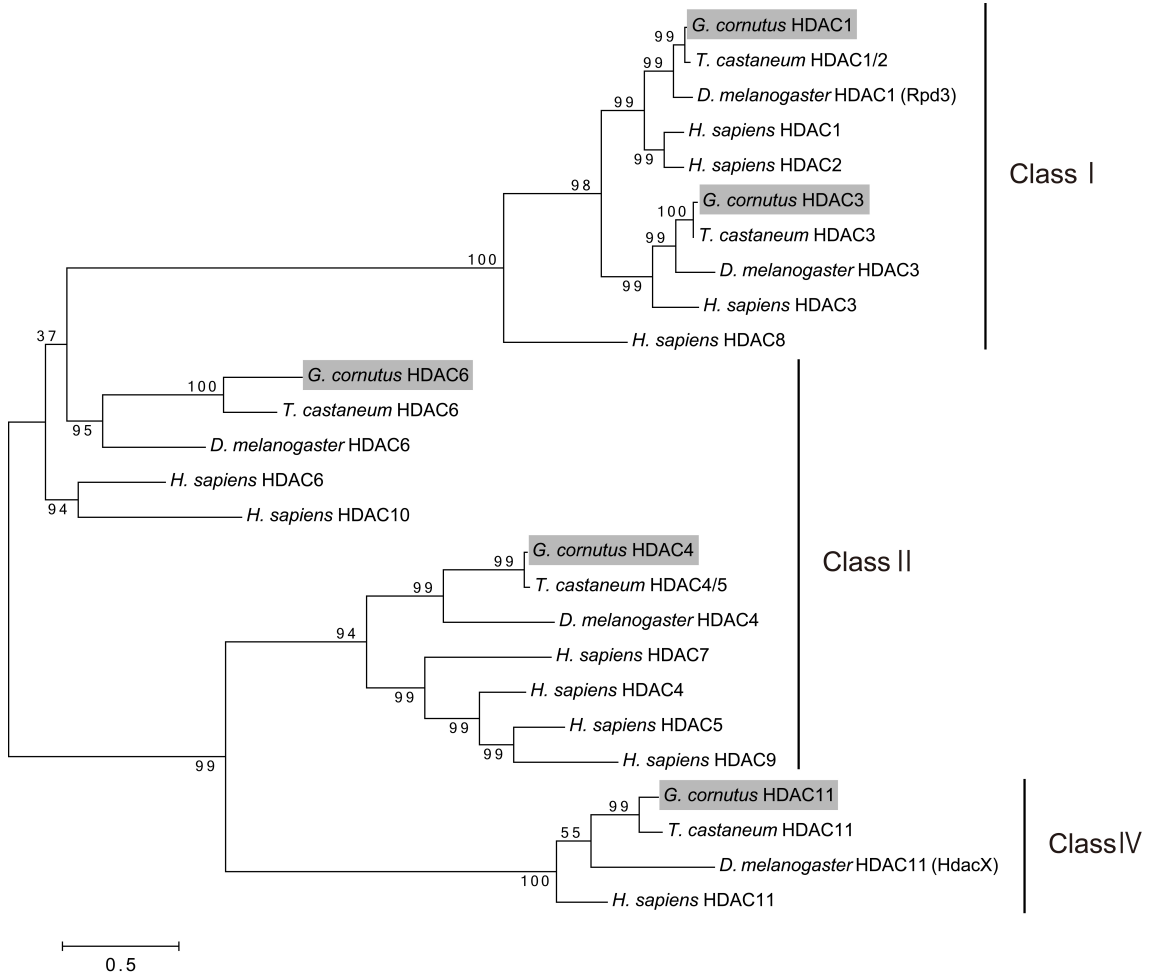 G. cornutus HDAC1
99
T. castaneum HDAC1/2
99
D. melanogaster HDAC1 (Rpd3)
99
H. sapiens HDAC1
99
H. sapiens HDAC2
Class I
98
G. cornutus HDAC3
100
T. castaneum HDAC3
99
D. melanogaster HDAC3
100
99
H. sapiens HDAC3
37
H. sapiens HDAC8
G. cornutus HDAC6
100
T. castaneum HDAC6
95
D. melanogaster HDAC6
H. sapiens HDAC6
94
H. sapiens HDAC10
G. cornutus HDAC4
99
Class II
T. castaneum HDAC4/5
99
D. melanogaster HDAC4
94
H. sapiens HDAC7
99
H. sapiens HDAC4
99
H. sapiens HDAC5
99
H. sapiens HDAC9
99
G. cornutus HDAC11
99
T. castaneum HDAC11
55
Class IV
D. melanogaster HDAC11 (HdacX)
100
H. sapiens HDAC11
0.5